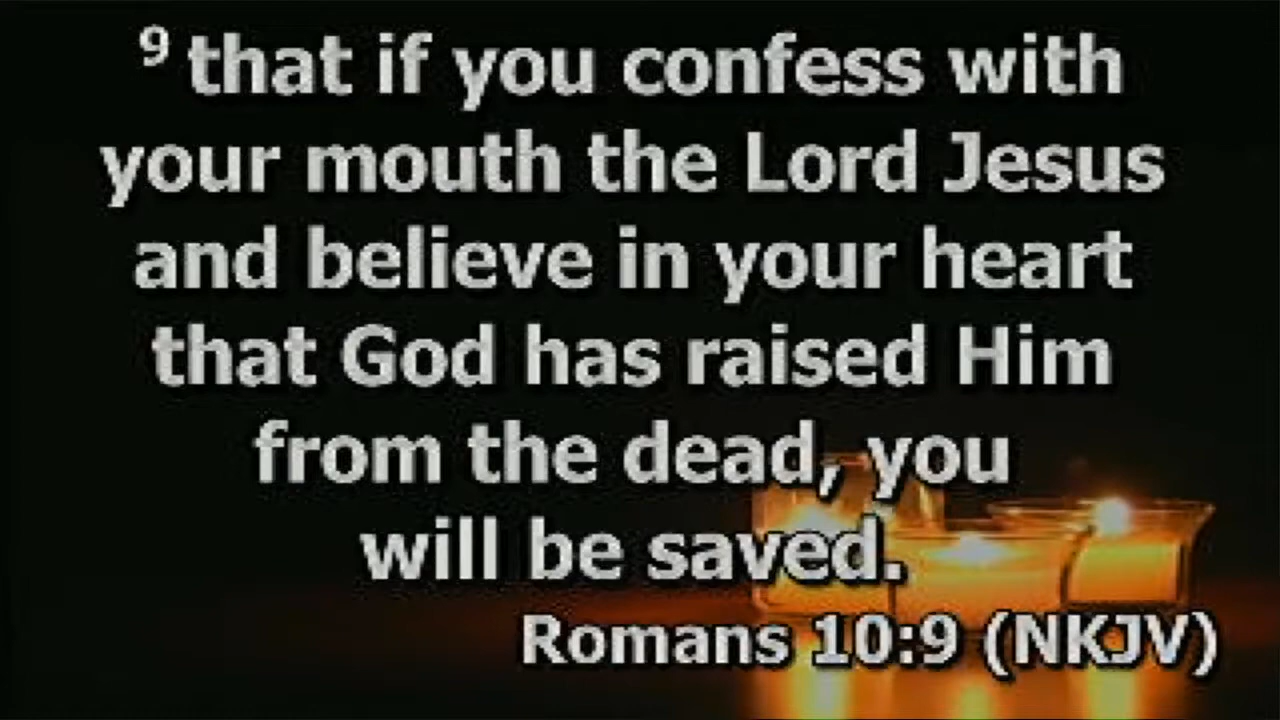 9 that if you confess with
your mouth the Lord Jesus
and believe in your heart
that God has raised Him
from the dead, you
will be saved.
Romans 10:9 (NKJV)